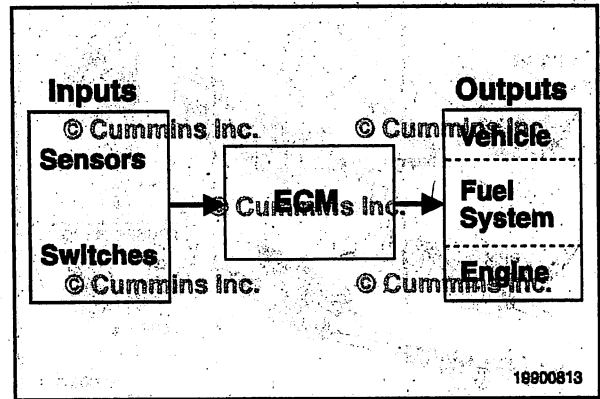 Inputs
Outputs
© Cummins Inc.
© Cummins Inc.
Vehicle
Sensors
ECM
Fuel
System
© Cummins Inc.
Switches
Engine
© Cummins Inc.
© Cummins Inc.
19900813